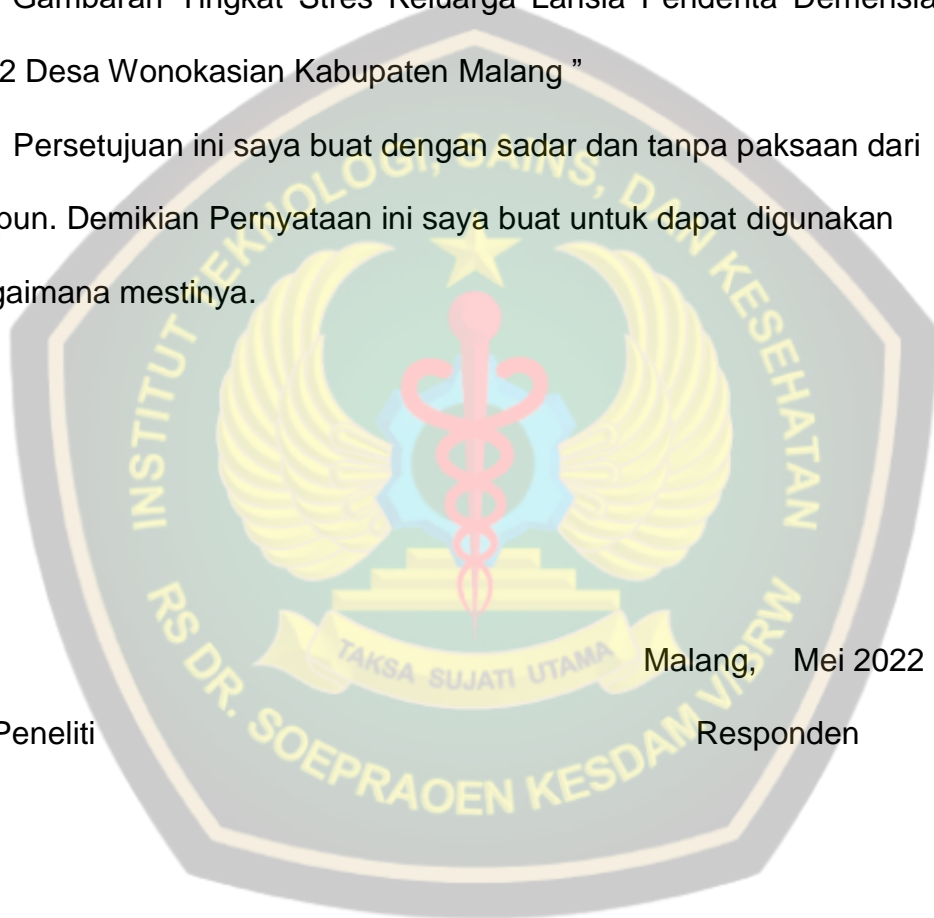 Gambaran Tingkat Stres Keluarga Lansia Penderita Demensia
2 Desa Wonokasian Kabupaten Malang ”
Persetujuan ini saya buat dengan sadar dan tanpa paksaan dari
pun. Demikian Pernyataan ini saya buat untuk dapat digunakan
gaimana mestinya.
INSTITUT TEKNOLOGI, SAINS, DAN KESEHATAN
TAKSA SUJATI UTAMA
RS DR. SOEPRAOEN KESDAM V/BRW
Malang, Mei 2022
Peneliti Responden